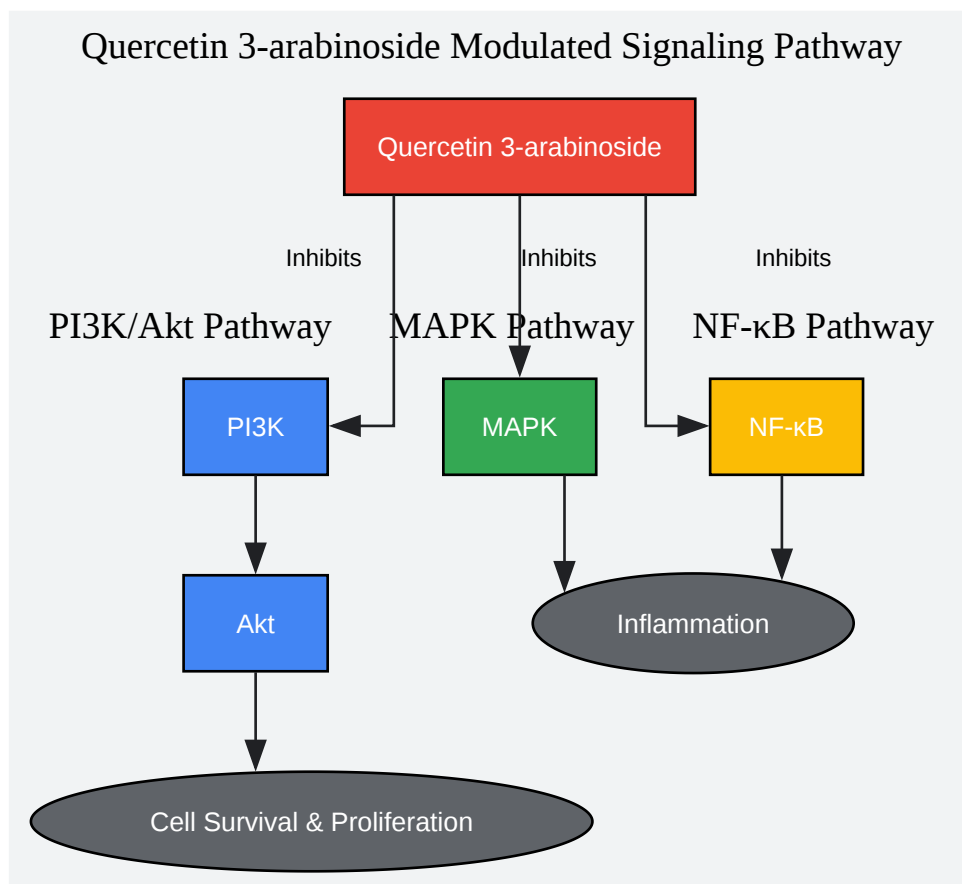 Quercetin 3-arabinoside Modulated Signaling Pathway
Quercetin 3-arabinoside
Inhibits
Inhibits
Inhibits
PI3K/Akt Pathway
MAPK Pathway
NF-κB Pathway
PI3K
MAPK
NF-κB
Akt
Inflammation
Cell Survival & Proliferation